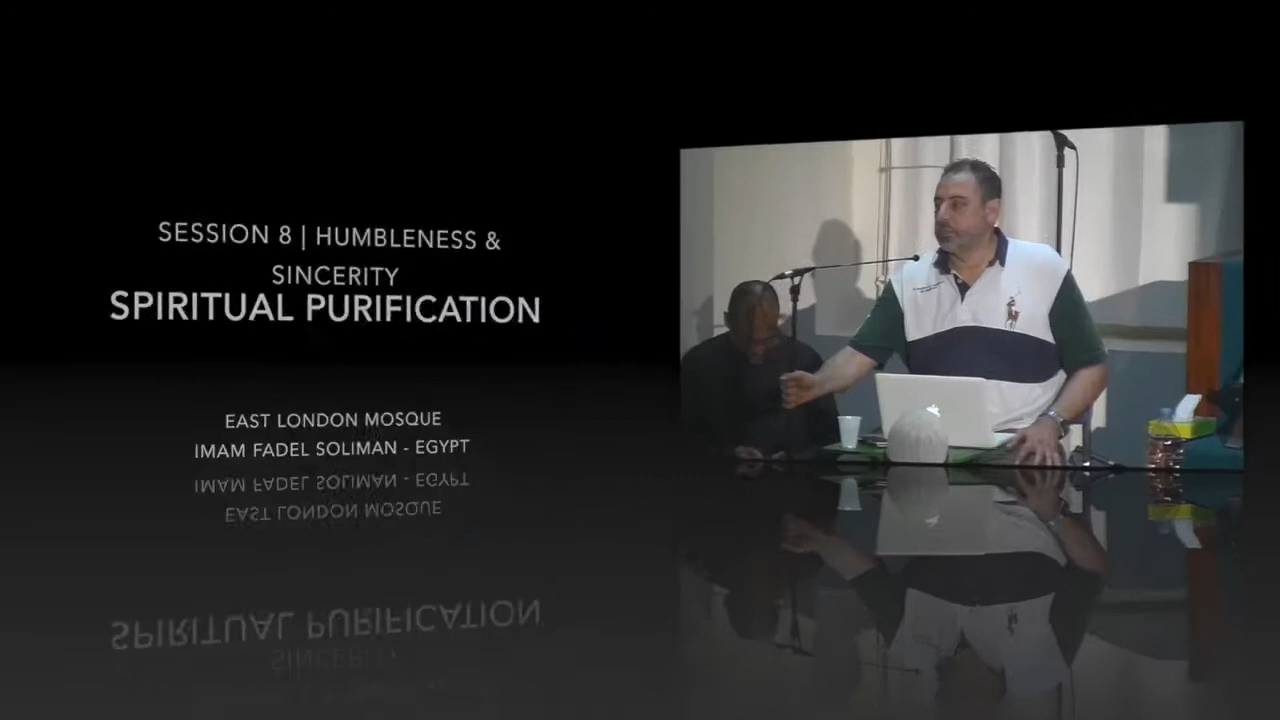 SESSION 8 | HUMBLENESS &
SINCERITY
SPIRITUAL PURIFICATION
EAST LONDON MOSQUE
IMAM FADEL SOLIMAN - EGYPT